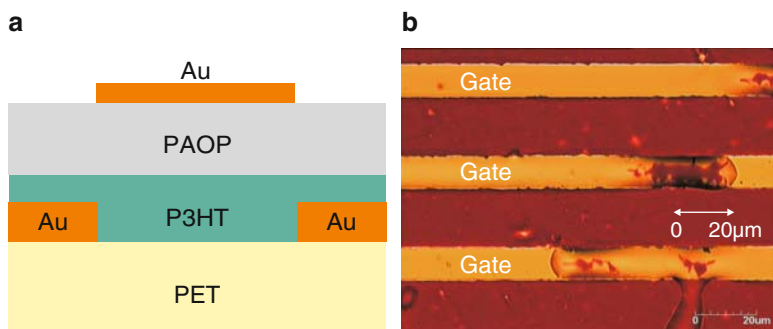 a
Au
PAOP
Au
P3HT
Au
PET
b
Gate
Gate
0 20µm
Gate
0 20um